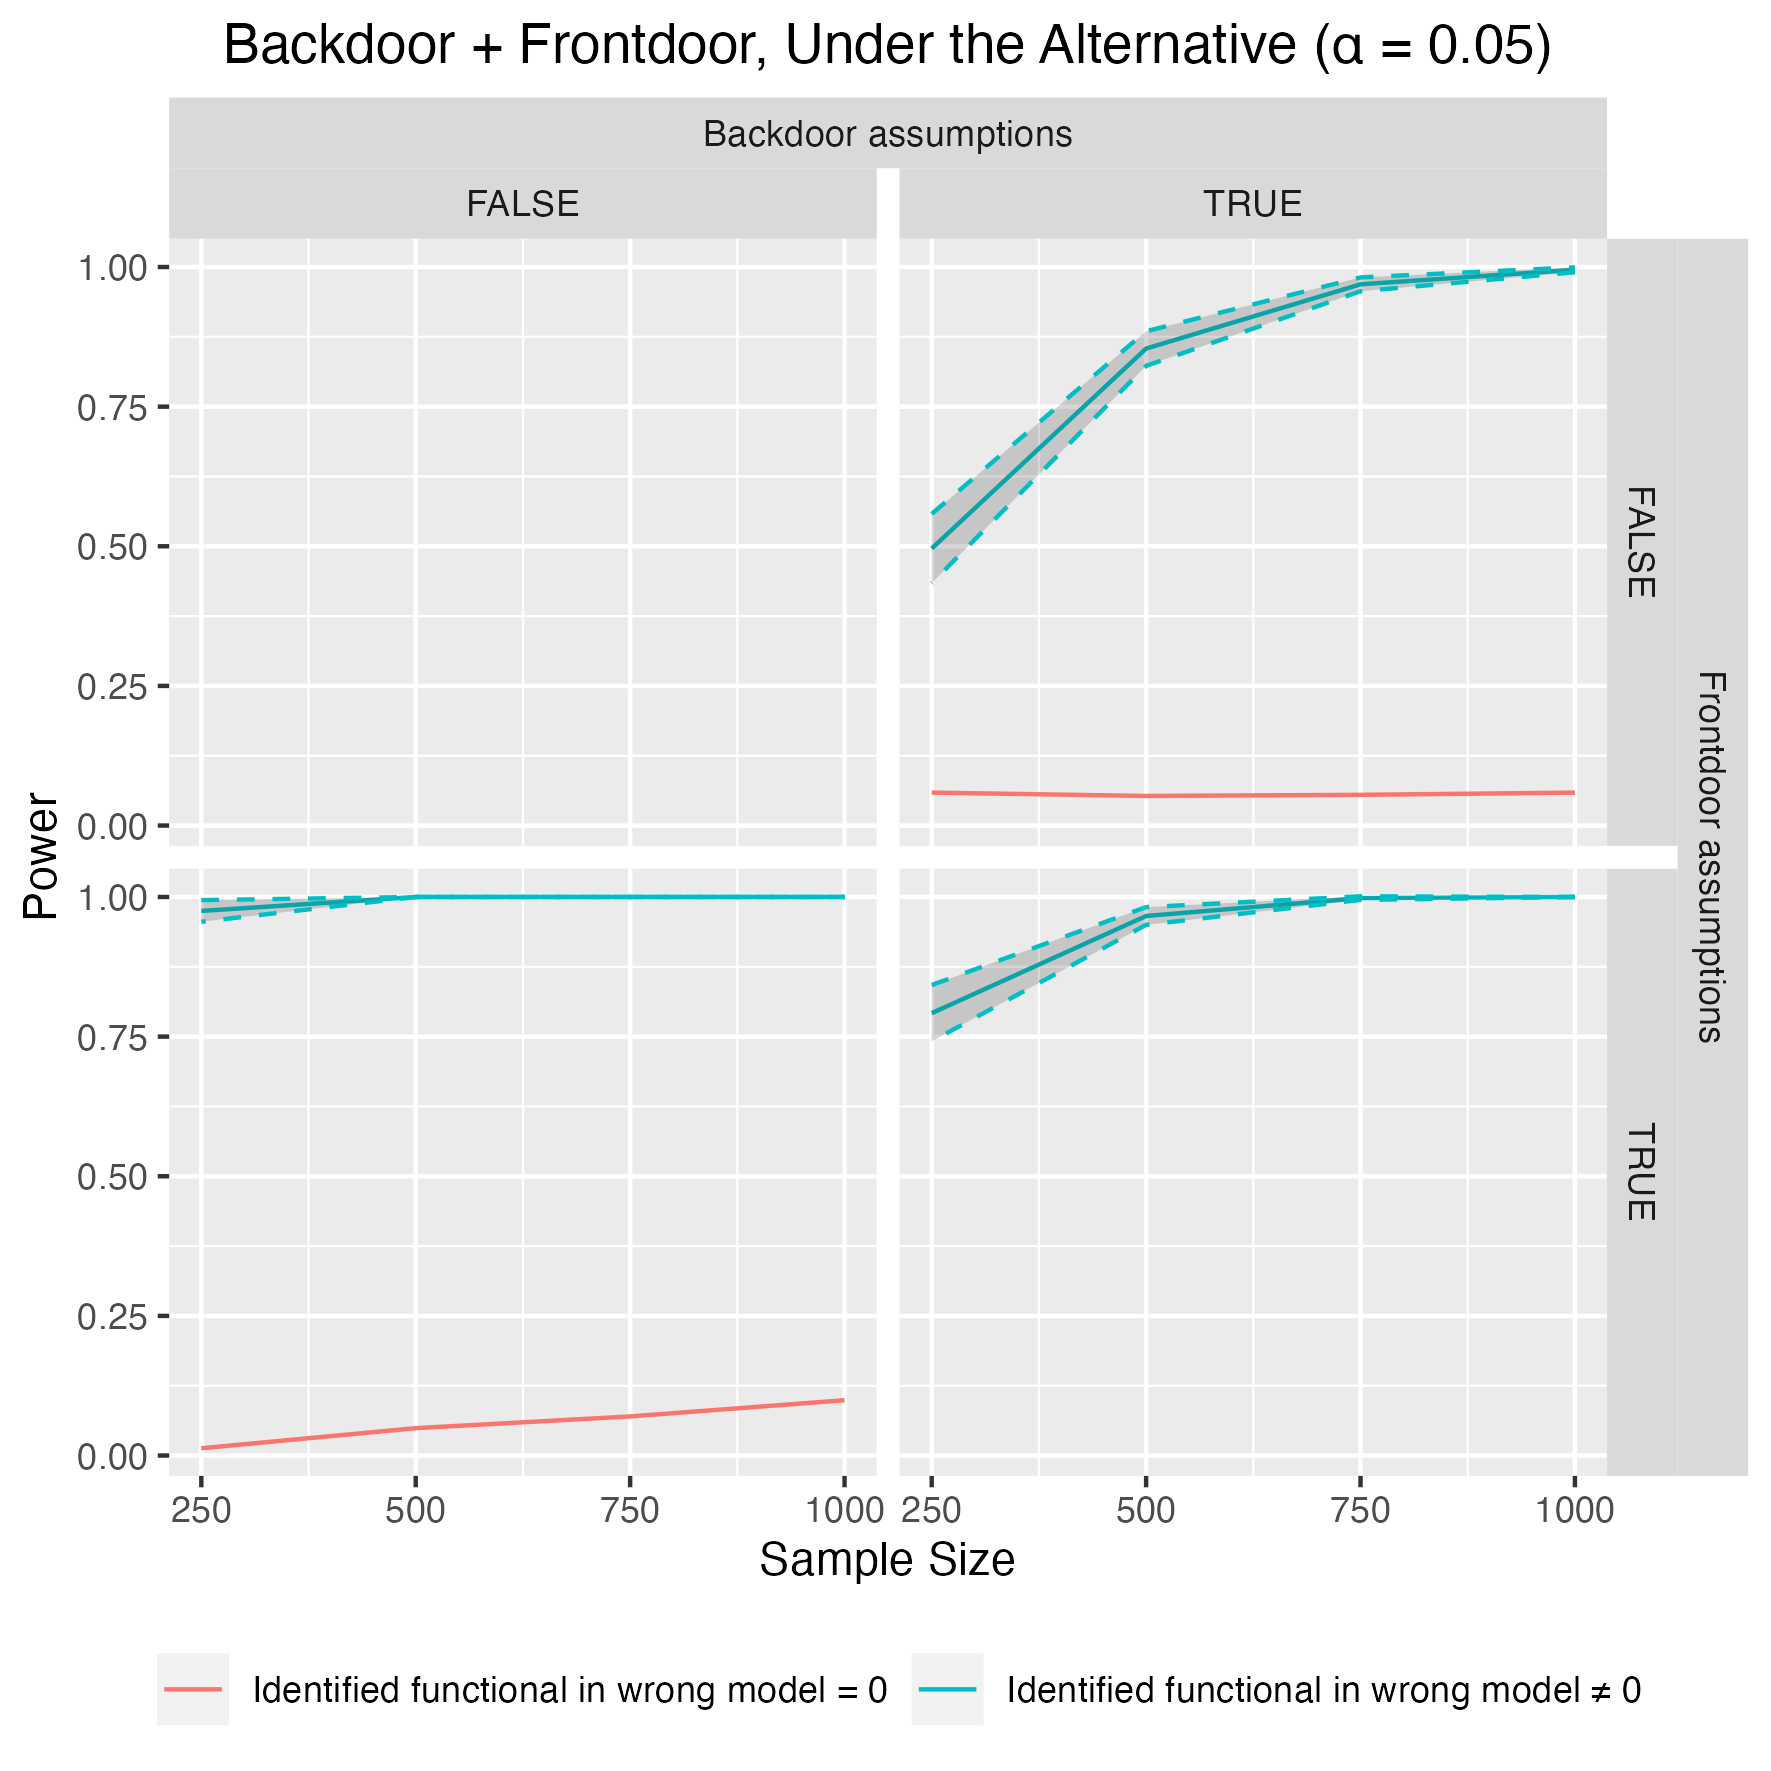 Backdoor + Frontdoor, Under the Alternative (α = 0.05)
Backdoor assumptions
FALSE
TRUE
1.00
0.75
0.50
0.25
0.00
FALSE
Frontdoor assumptions
Power
1.00
0.75
0.50
0.25
0.00
TRUE
250 500 750 1000 250 500 750 1000
Sample Size
Identified functional in wrong model = 0
Identified functional in wrong model ≠ 0